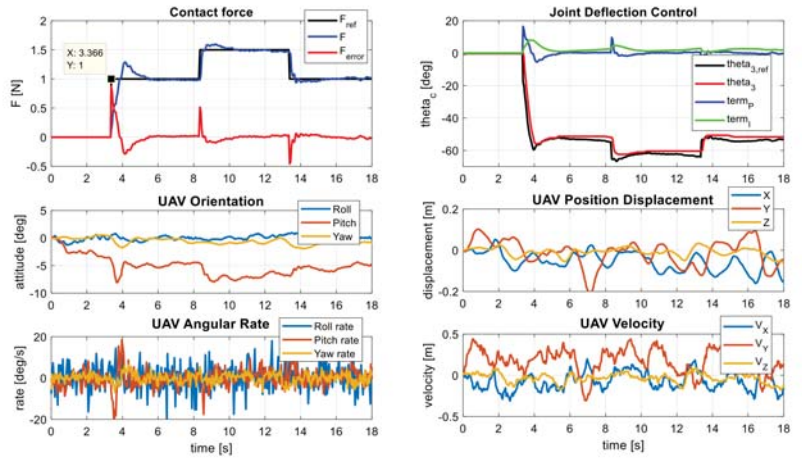 Contact force
F [N]
2
1.5
1
0.5
0
-0.5
X: 3.366
Y: 1
F_ref
F
F_error
0 2 4 6 8 10 12 14 16 18
Joint Deflection Control
theta_c [deg]
20
0
-20
-40
-60
theta_3,ref
theta_3
term_P
term_I
0 2 4 6 8 10 12 14 16 18
UAV Orientation
attitude [deg]
5
0
-5
-10
Roll
Pitch
Yaw
0 2 4 6 8 10 12 14 16 18
UAV Position Displacement
displacement [m]
0.2
0
-0.2
X
Y
Z
0 2 4 6 8 10 12 14 16 18
UAV Angular Rate
rate [deg/s]
20
0
-20
Roll rate
Pitch rate
Yaw rate
0 2 4 6 8 10 12 14 16 18
time [s]
UAV Velocity
velocity [m]
0.5
0
-0.5
V_X
V_Y
V_Z
0 2 4 6 8 10 12 14 16 18
time [s]